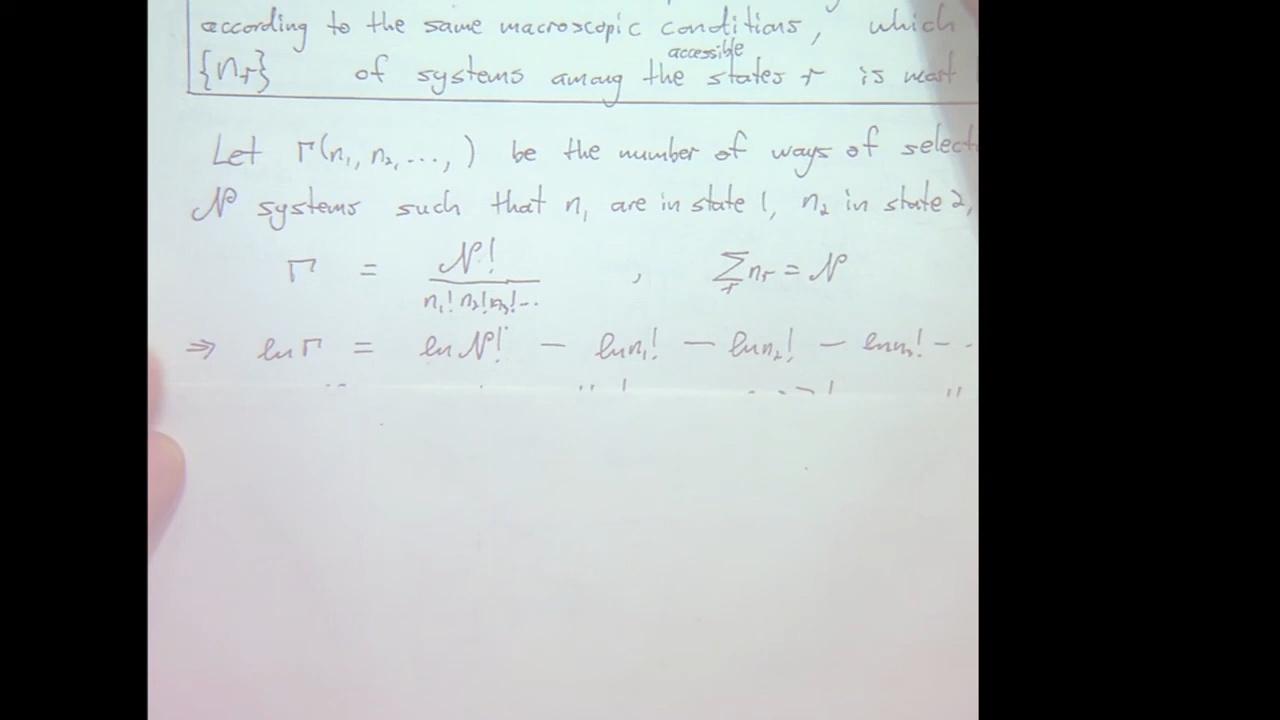 according to the same macroscopic conditions, which
accessible
{n_r} of systems among the states r is most
Let Γ(n₁, n₂, ..., ) be the number of ways of select
𝒩 systems such that n₁ are in state 1, n₂ in state 2,
Γ = 𝒩! / n₁! n₂! n₃! ... , Σ_r n_r = 𝒩
⇒ ln Γ = ln 𝒩! − ln n₁! − ln n₂! − ln n₃! − ...